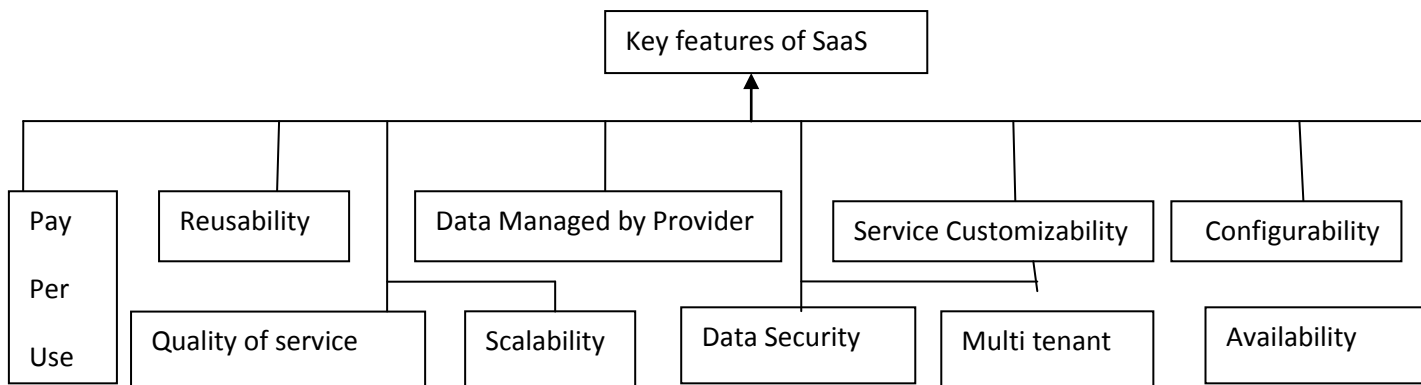 Key features of SaaS
Pay
Per
Use
Reusability
Data Managed by Provider
Service Customizability
Configurability
Quality of service
Scalability
Data Security
Multi tenant
Availability